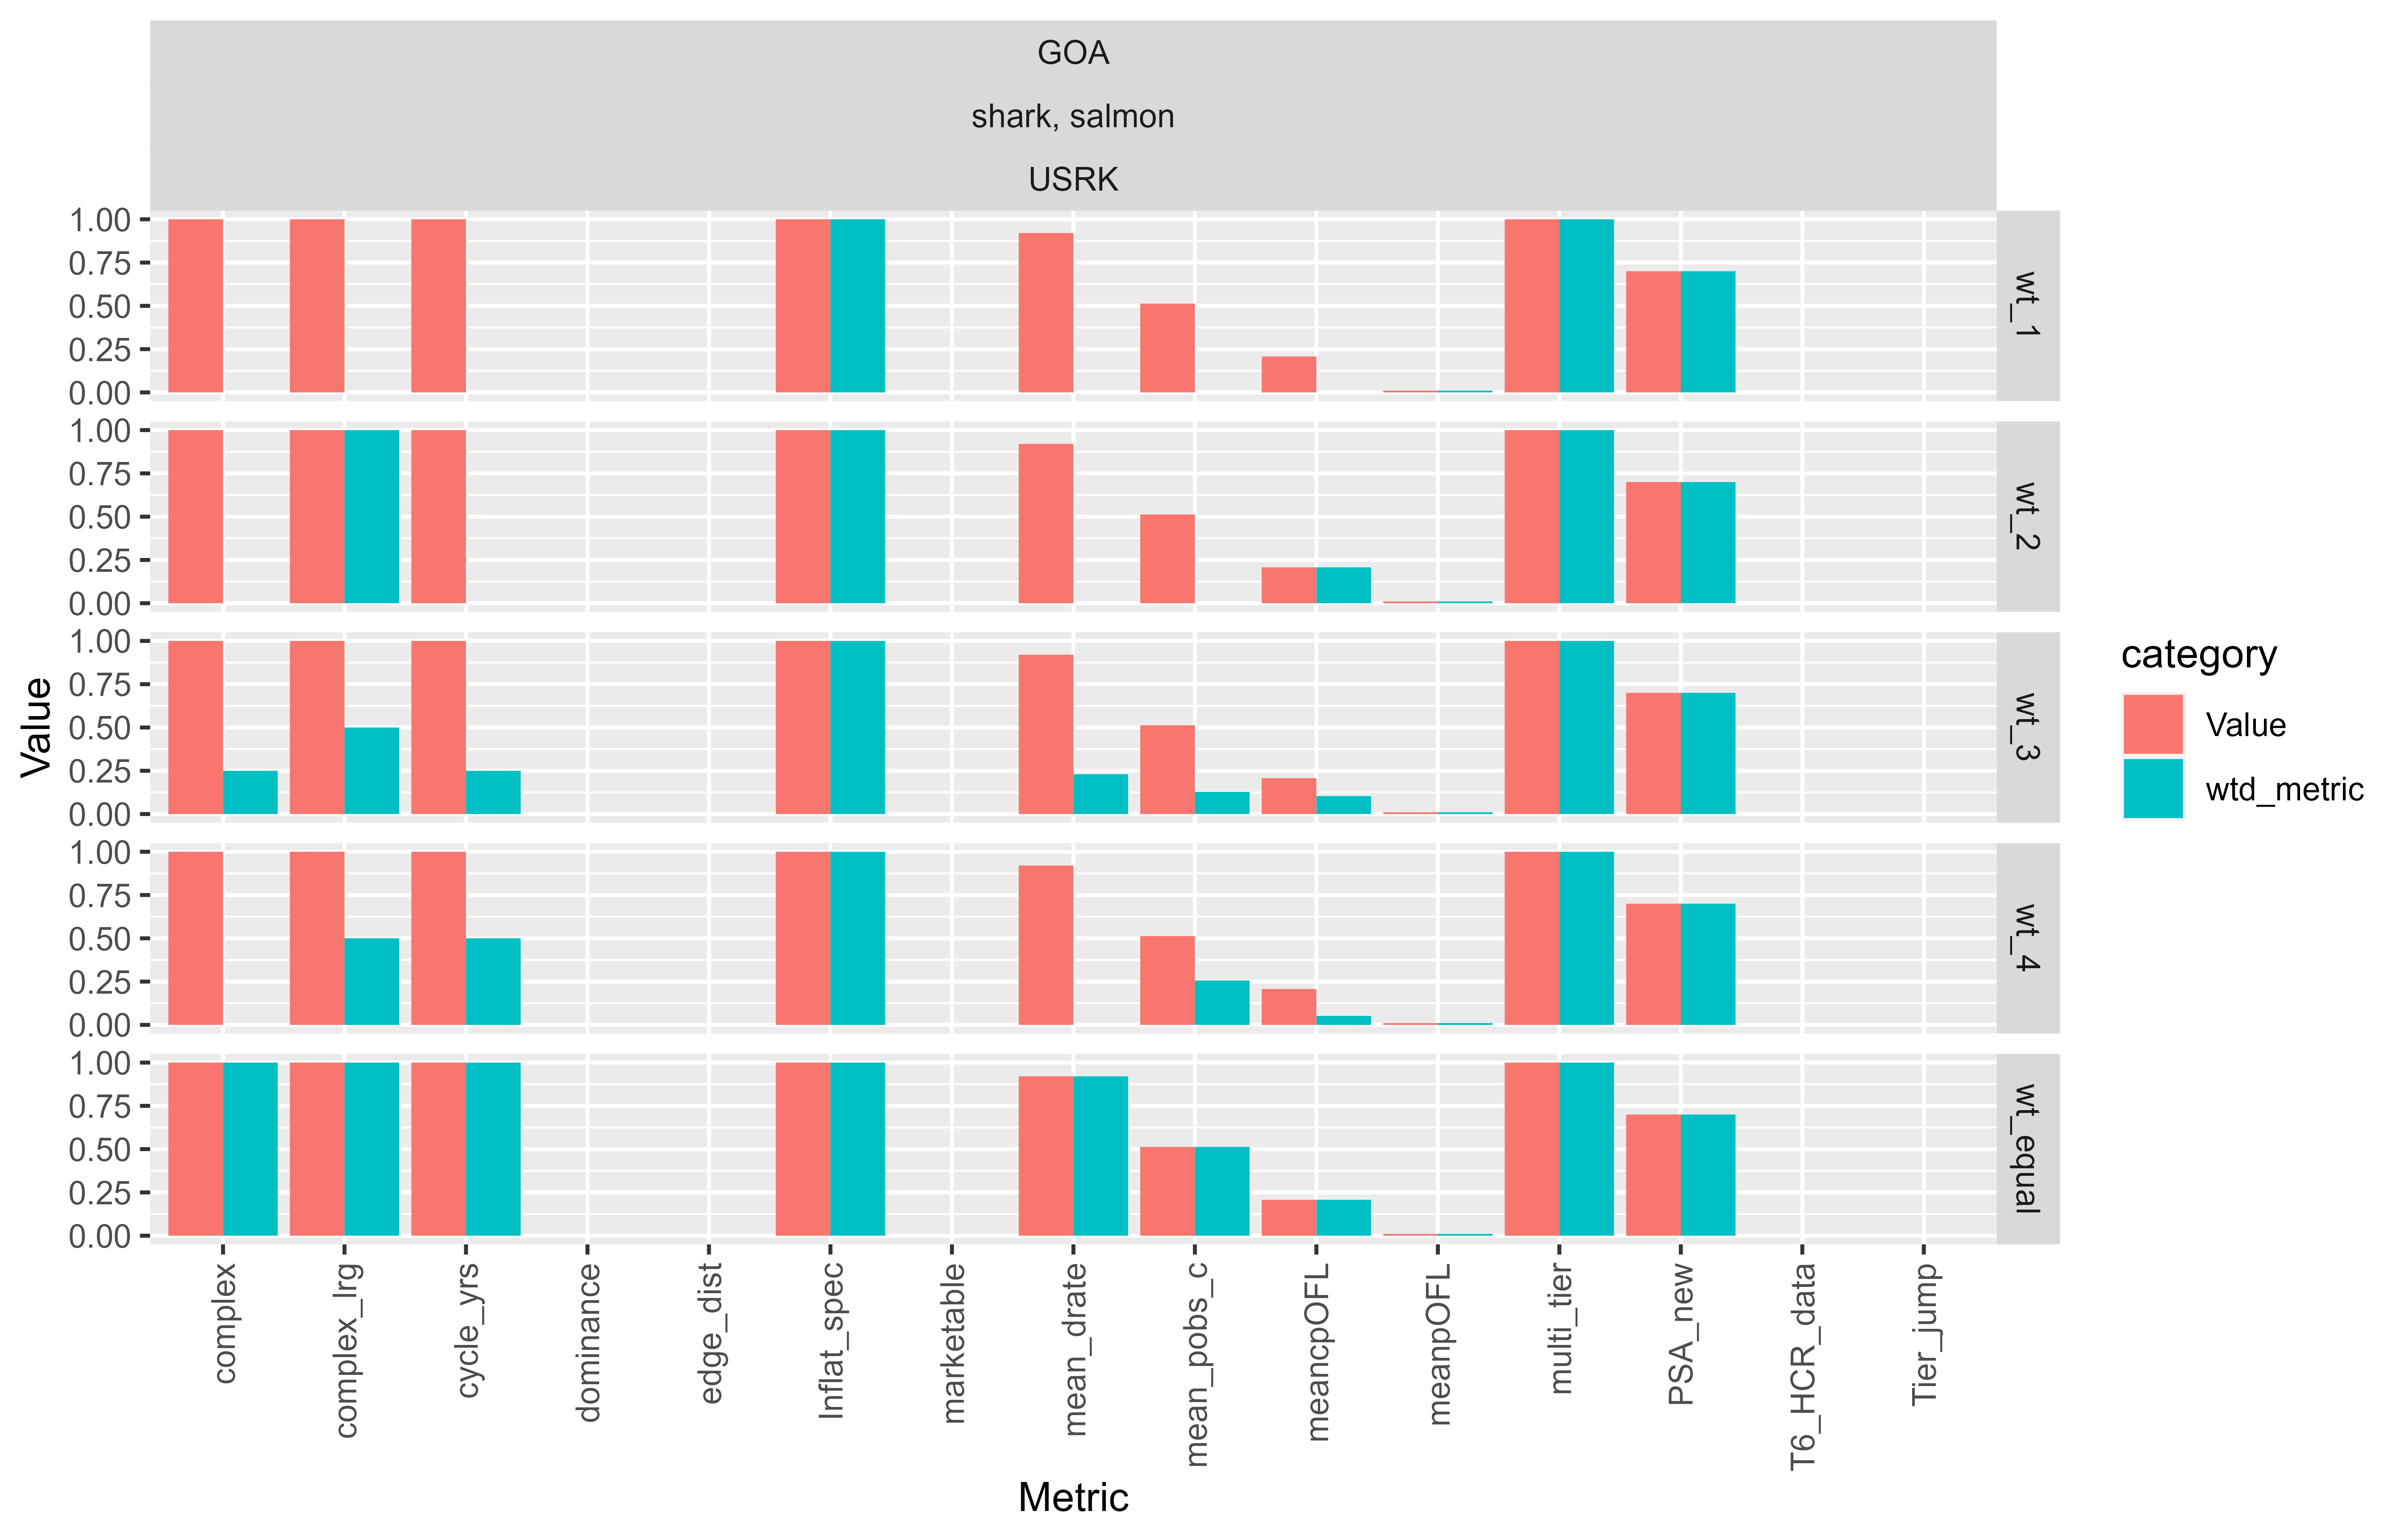 GOA
shark, salmon
USRK
1.00
0.75
0.50
0.25
0.00
wt_1
1.00
0.75
0.50
0.25
0.00
wt_2
1.00
0.75
0.50
0.25
0.00
wt_3
1.00
0.75
0.50
0.25
0.00
wt_4
1.00
0.75
0.50
0.25
0.00
wt_equal
Value
complex
complex_lrg
cycle_yrs
dominance
edge_dist
Inflat_spec
marketable
mean_drate
mean_pobs_c
meancpOFL
meanpOFL
multi_tier
PSA_new
T6_HCR_data
Tier_jump
Metric
category
Value
wtd_metric